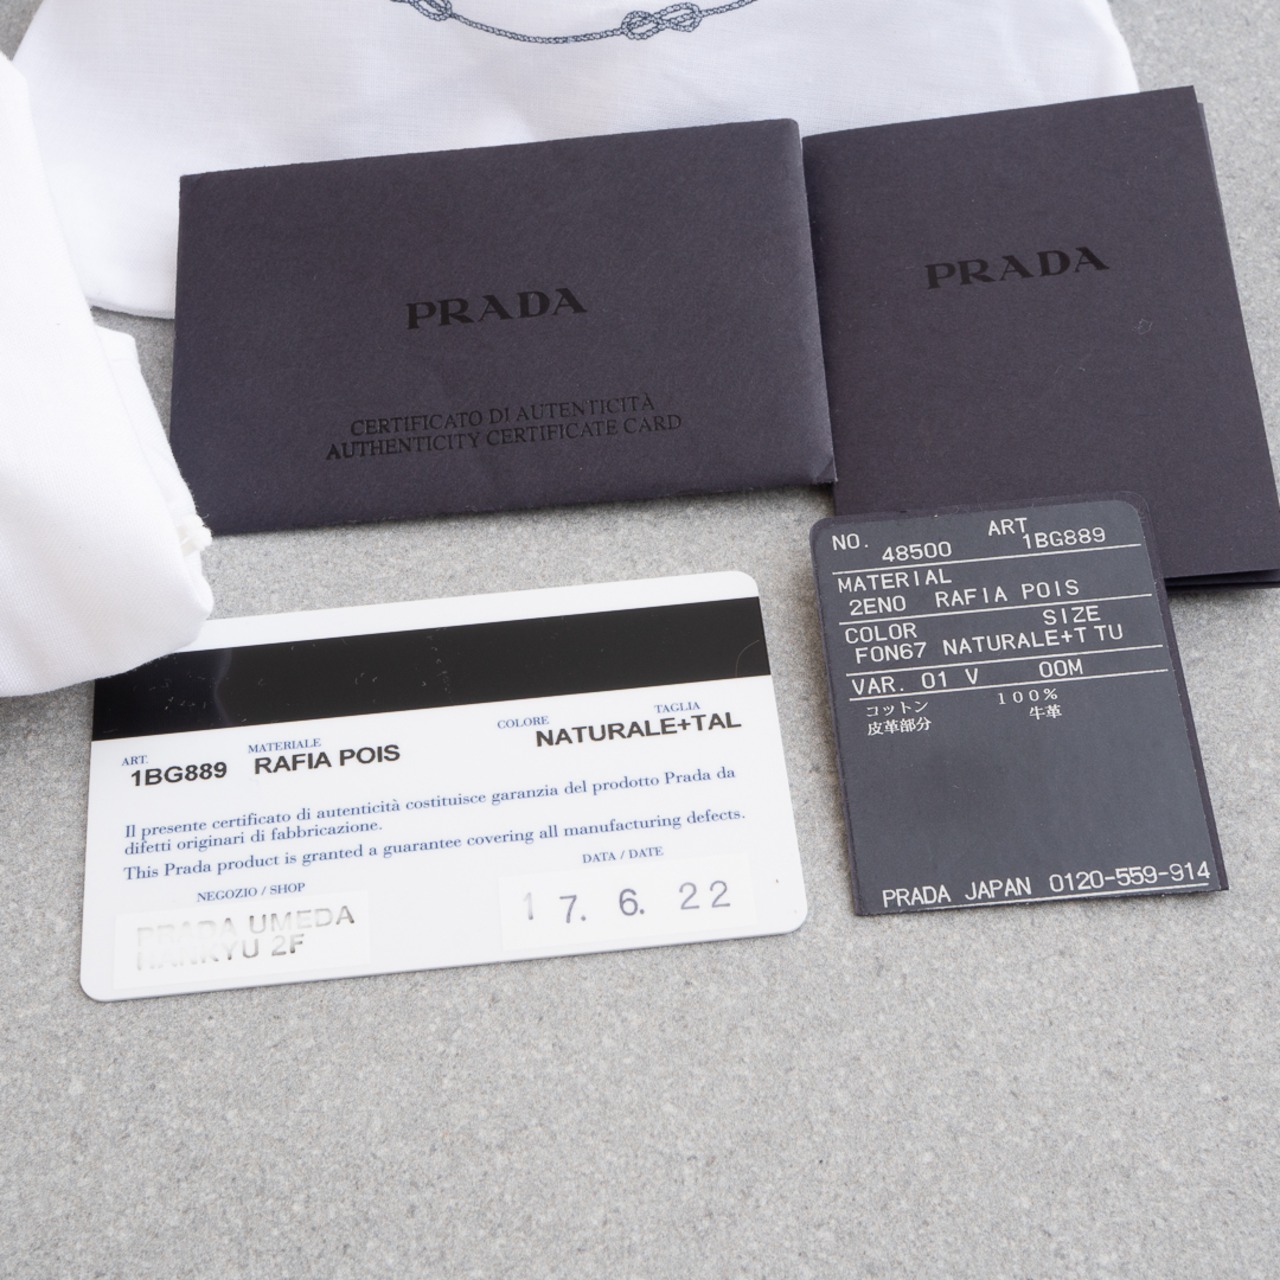 PRADA
CERTIFICATO DI AUTENTICITÀ
AUTHENTICITY CERTIFICATE CARD
PRADA
NO. 48500 ART 1BG889
MATERIAL
2EN0 RAFIA POIS
COLOR SIZE
F0N67 NATURALE+T TU
VAR. 01 V 00M
コットン 100%
皮革部分 牛革
PRADA JAPAN 0120-559-914
ART. MATERIALE COLORE TAGLIA
1BG889 RAFIA POIS NATURALE+TAL
Il presente certificato di autenticità costituisce garanzia del prodotto Prada da
difetti originari di fabbricazione.
This Prada product is granted a guarantee covering all manufacturing defects.
NEGOZIO / SHOP DATA / DATE
PRADA UMEDA
HANKYU 2F
17. 6. 22